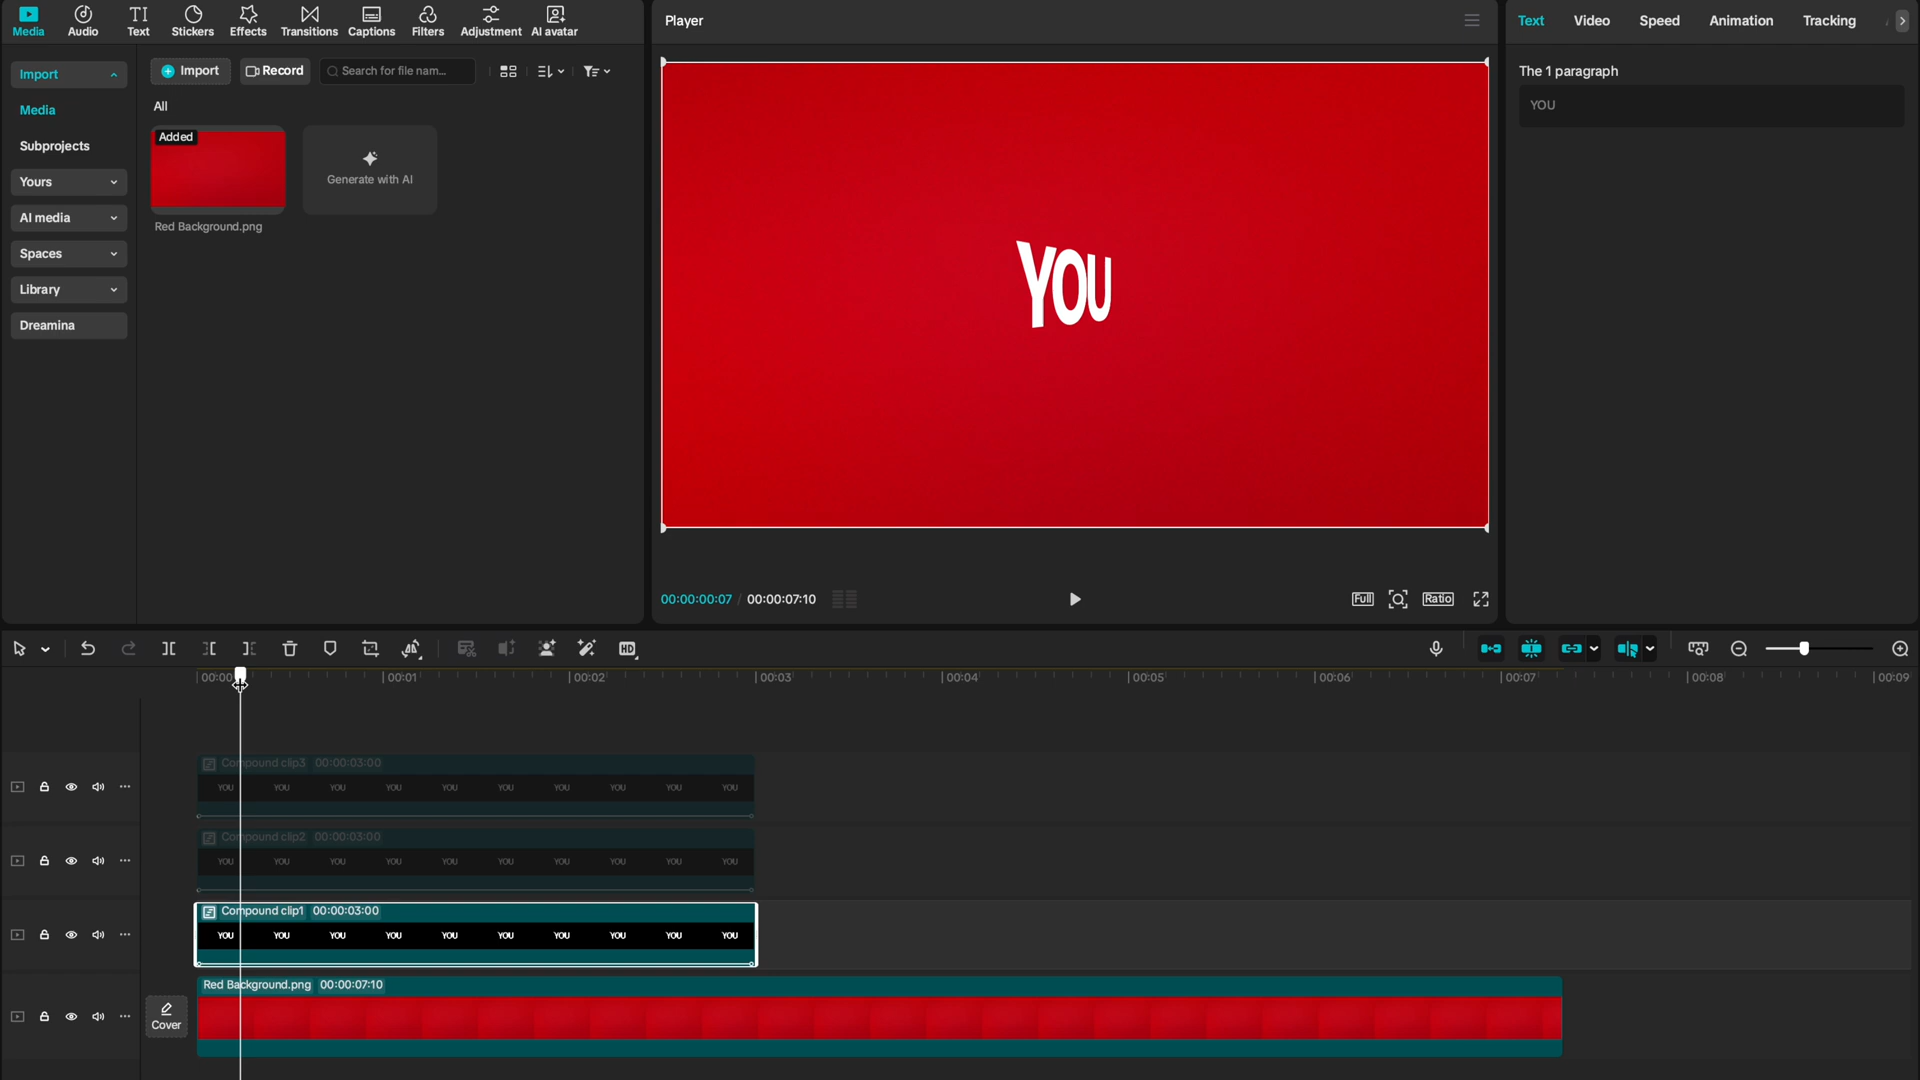 Media Audio Text Stickers Effects Transitions Captions Filters Adjustment AI avatar
Import
Media
Subprojects
Yours
AI media
Spaces
Library
Dreamina
Import Record Search for file nam...
All
Added
Red Background.png
Generate with AI
Player
YOU
00:00:00:07 / 00:00:07:10
Full Ratio
Text Video Speed Animation Tracking
The 1 paragraph
YOU
HD
00:00 00:01 00:02 00:03 00:04 00:05 00:06 00:07 00:08 00:09
Compound clip3 00:00:03:00
YOU YOU YOU YOU YOU YOU YOU YOU YOU YOU
Compound clip2 00:00:03:00
YOU YOU YOU YOU YOU YOU YOU YOU YOU YOU
Compound clip1 00:00:03:00
YOU YOU YOU YOU YOU YOU YOU YOU YOU YOU
Red Background.png 00:00:07:10
Cover